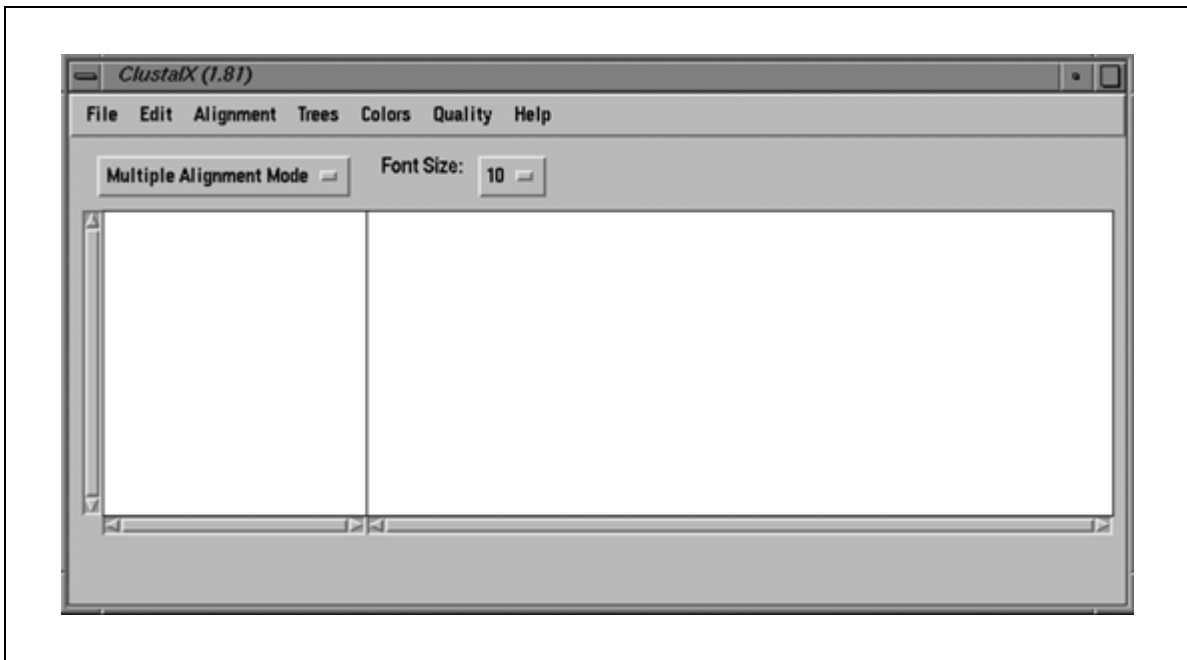 ClustalX (1.81)
File Edit Alignment Trees Colors Quality Help
Multiple Alignment Mode Font Size: 10